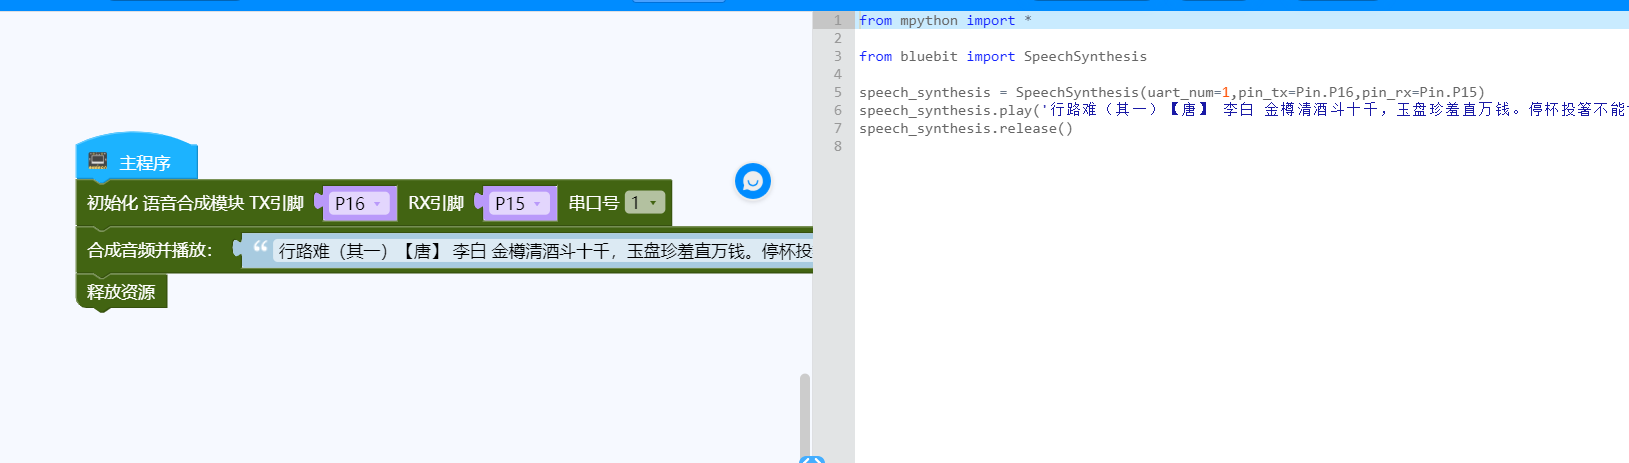 主程序
初始化 语音合成模块 TX引脚 P16 RX引脚 P15 串口号 1
合成音频并播放： “ 行路难（其一）【唐】 李白 金樽清酒斗十千，玉盘珍羞直万钱。停杯投
释放资源
1 from mpython import *
2
3 from bluebit import SpeechSynthesis
4
5 speech_synthesis = SpeechSynthesis(uart_num=1,pin_tx=Pin.P16,pin_rx=Pin.P15)
6 speech_synthesis.play('行路难（其一）【唐】 李白 金樽清酒斗十千，玉盘珍羞直万钱。停杯投箸不能
7 speech_synthesis.release()
8